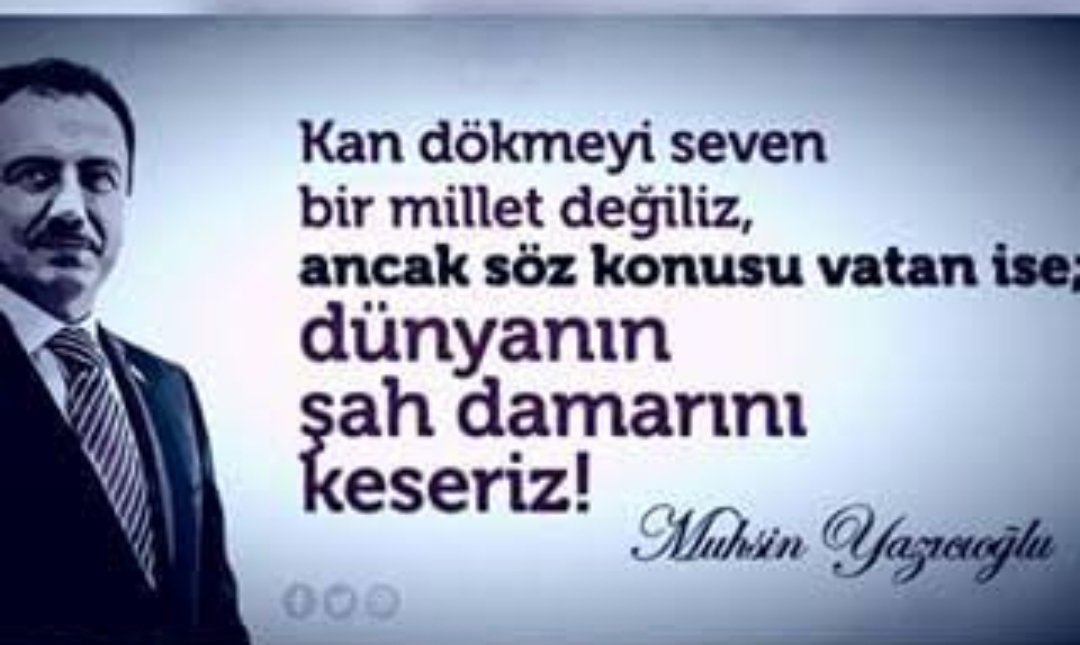 Kan dökmeyi seven
bir millet değiliz,
ancak söz konusu vatan ise;
dünyanın
şah damarını
keseriz!
Muhsin Yazıcıoğlu